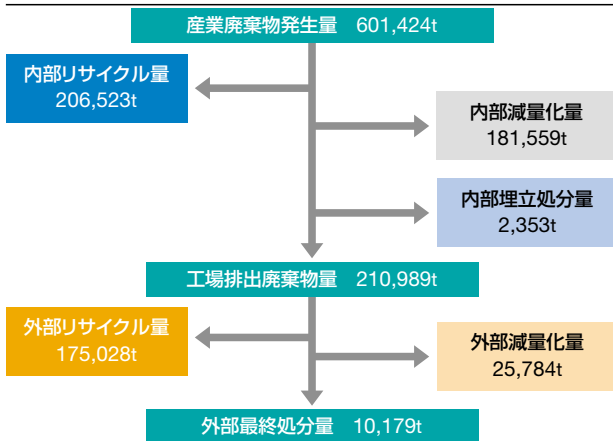 産業廃棄物発生量 601,424t
内部リサイクル量
206,523t
内部減量化量
181,559t
内部埋立処分量
2,353t
工場排出廃棄物量 210,989t
外部リサイクル量
175,028t
外部減量化量
25,784t
外部最終処分量 10,179t